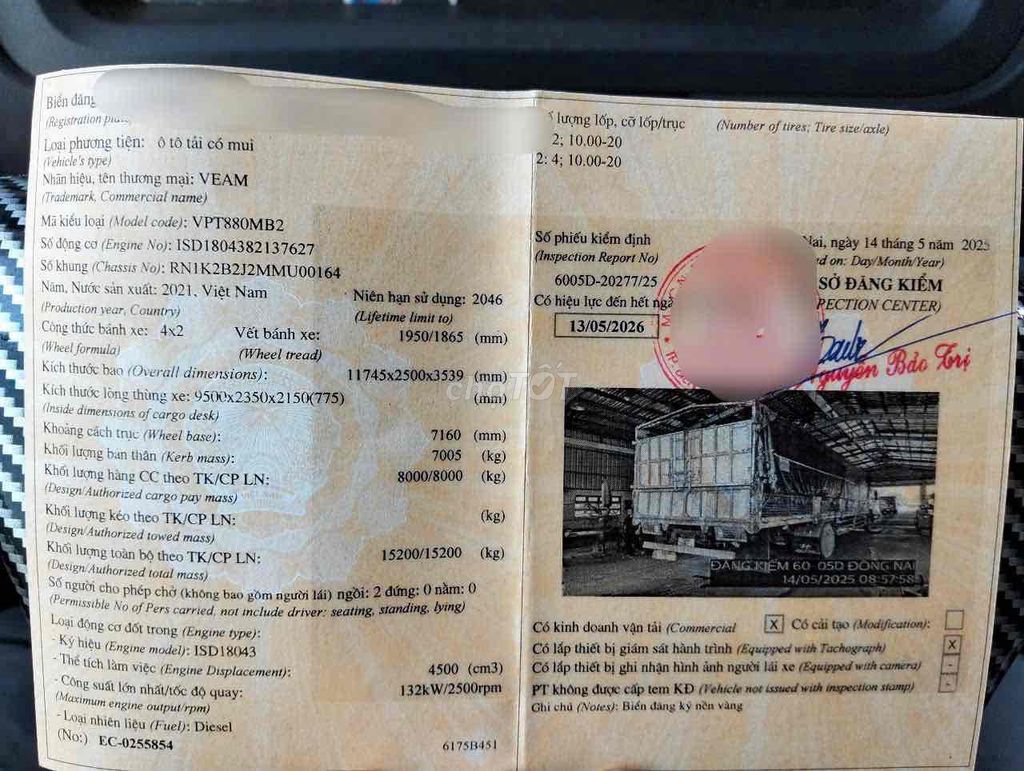 Biển đăng
(Registration
Loại phương tiện: ô tô tải có mui
(Vehicle's type)
Nhãn hiệu, tên thương mại: VEAM
(Trademark, Commercial name)
Mã kiểu loại (Model code): VPT880MB2
Số động cơ (Engine No): ISD1804382137627
Số khung (Chassis No): RN1K2B2J2MMU00164
Năm, Nước sản xuất: 2021, Việt Nam
(Production year, Country)
Niên hạn sử dụng: 2046
(Lifetime limit to)
Công thức bánh xe: 4x2
(Wheel formula)
Vết bánh xe: 1950/1865 (mm)
(Wheel tread)
Kích thước bao (Overall dimensions): 11745x2500x3539 (mm)
Kích thước lòng thùng xe: 9500x2350x2150(775) (mm)
(Inside dimensions of cargo desk)
Khoảng cách trục (Wheel base): 7160 (mm)
Khối lượng bản thân (Kerb mass): 7005 (kg)
Khối lượng hàng CC theo TK/CP LN: 8000/8000 (kg)
(Design/Authorized cargo pay mass)
Khối lượng kéo theo TK/CP LN: (kg)
(Design/Authorized towed mass)
Khối lượng toàn bộ theo TK/CP LN: 15200/15200 (kg)
(Design/Authorized total mass)
Số người cho phép chở (không bao gồm người lái) ngồi: 2 đứng: 0 nằm: 0
(Permissible No of Pers carried, not include driver: seating, standing, lying)
Loại động cơ đốt trong (Engine type):
- Ký hiệu (Engine model): ISD18043
- Thể tích làm việc (Engine Displacement): 4500 (cm3)
- Công suất lớn nhất/tốc độ quay: 132kW/2500rpm
(Maximum engine output/rpm)
- Loại nhiên liệu (Fuel): Diesel
(No:) EC-0255854
6175B451
lượng lốp, cỡ lốp/trục (Number of tires; Tire size/axle)
2; 10.00-20
2: 4; 10.00-20
Số phiếu kiểm định
(Inspection Report No)
6005D-20277/25
Có hiệu lực đến hết
13/05/2026
Nai, ngày 14 tháng 5 năm 2025
on: Day/Month/Year)
SỞ ĐĂNG KIỂM
PECTION CENTER)
Nguyễn Bảo Trị
CHỢ TỐT
ĐĂNG KIỂM 60-05D ĐỒNG NAI
14/05/2025 08:57:58
Có kinh doanh vận tải (Commercial X Có cải tạo (Modification):
Có lắp thiết bị giám sát hành trình (Equipped with Tachograph) X
Có lắp thiết bị ghi nhận hình ảnh người lái xe (Equipped with camera) -
PT không được cấp tem KĐ (Vehicle not issued with inspection stamp) -
Ghi chú (Notes): Biển đăng ký nền vàng